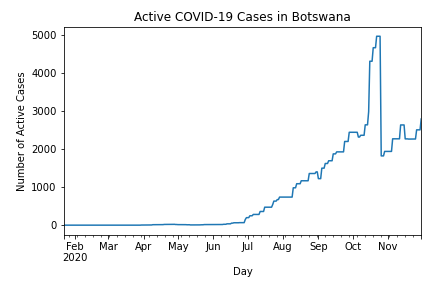 Active COVID-19 Cases in Botswana
Number of Active Cases
5000
4000
3000
2000
1000
0
Feb Mar Apr May Jun Jul Aug Sep Oct Nov
2020
Day